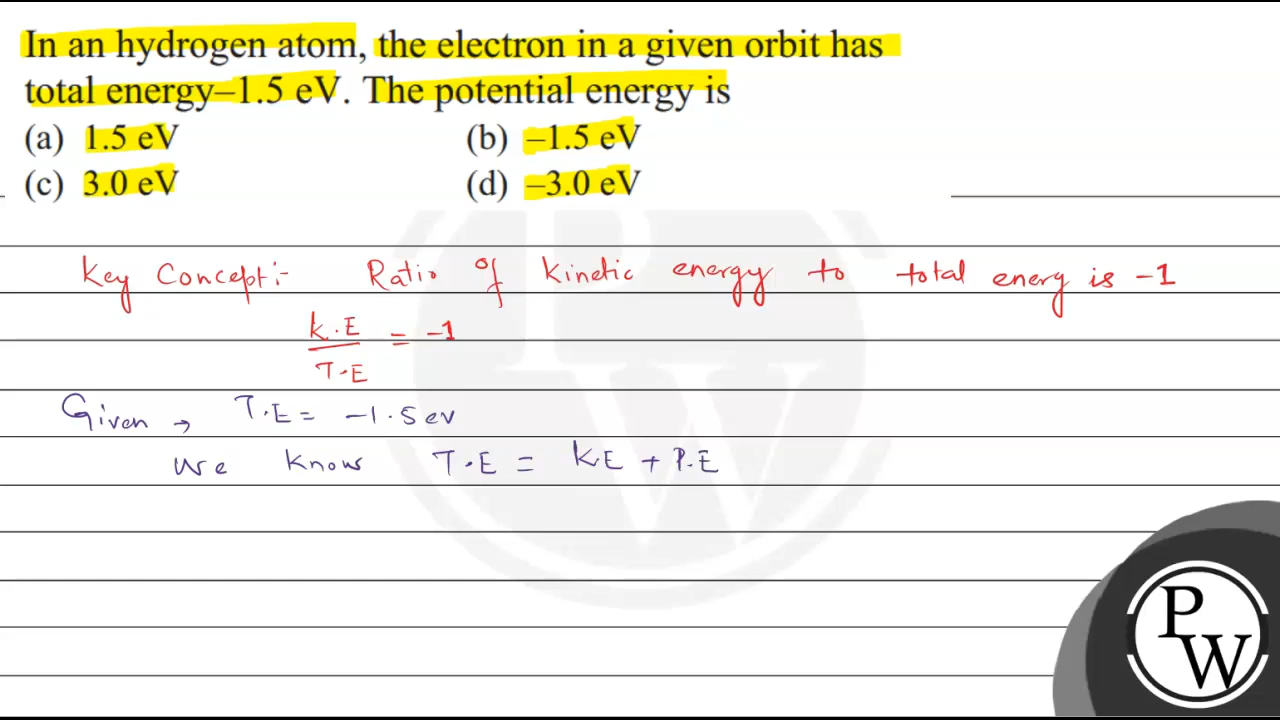 In an hydrogen atom, the electron in a given orbit has
total energy–1.5 eV. The potential energy is
(a) 1.5 eV (b) –1.5 eV
(c) 3.0 eV (d) –3.0 eV
Key Concept:- Ratio of kinetic energy to total energy is -1
K.E / T.E = -1
Given → T.E = -1.5 ev
We know T.E = K.E + P.E
PW